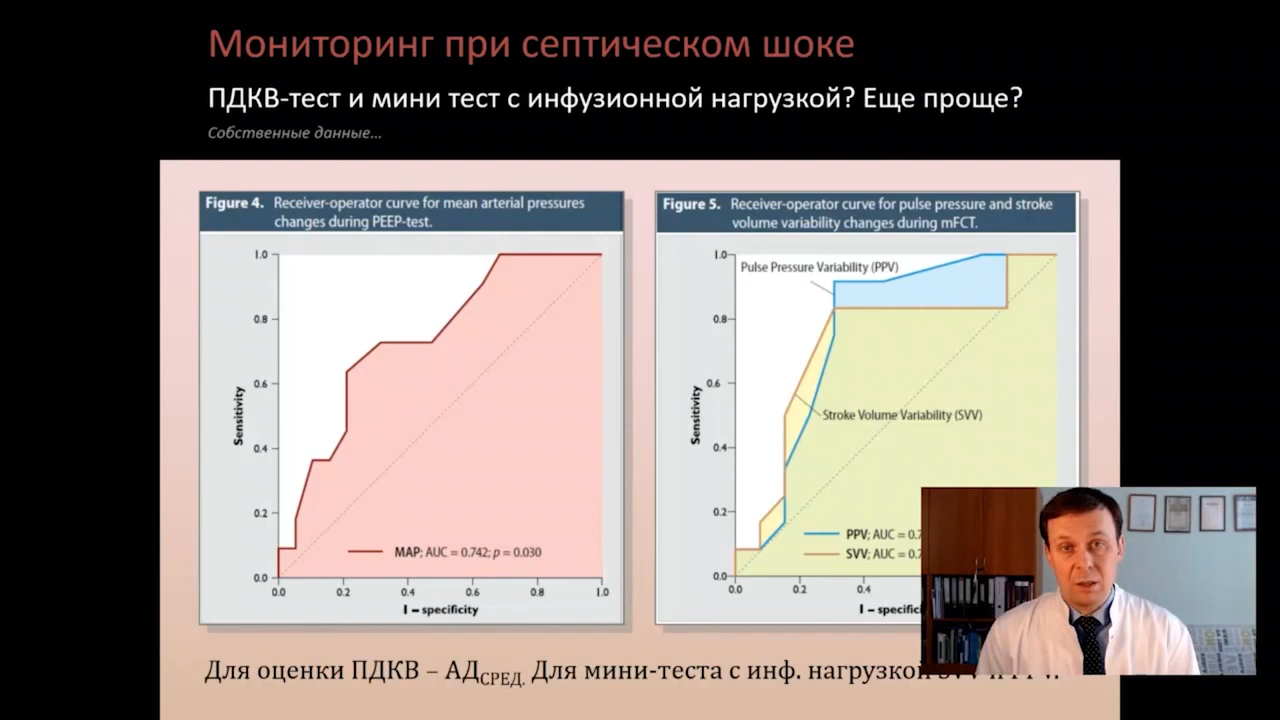 Мониторинг при септическом шоке
ПДКВ-тест и мини тест с инфузионной нагрузкой? Еще проще?
Собственные данные...
Figure 4. Receiver-operator curve for mean arterial pressures
changes during PEEP-test.
1.0
0.8
0.6
0.4
0.2
0.0
Sensitivity
MAP; AUC = 0.742; p = 0.030
0.0 0.2 0.4 0.6 0.8 1.0
1 – specificity
Figure 5. Receiver-operator curve for pulse pressure and stroke
volume variability changes during mFCT.
1.0
0.8
0.6
0.4
0.2
0.0
Sensitivity
Pulse Pressure Variability (PPV)
Stroke Volume Variability (SVV)
PPV; AUC = 0.7
SVV; AUC = 0.7
0.0 0.2 0.4
1 – specifici
Для оценки ПДКВ – АДСРЕД. Для мини-теста с инф. нагрузкой